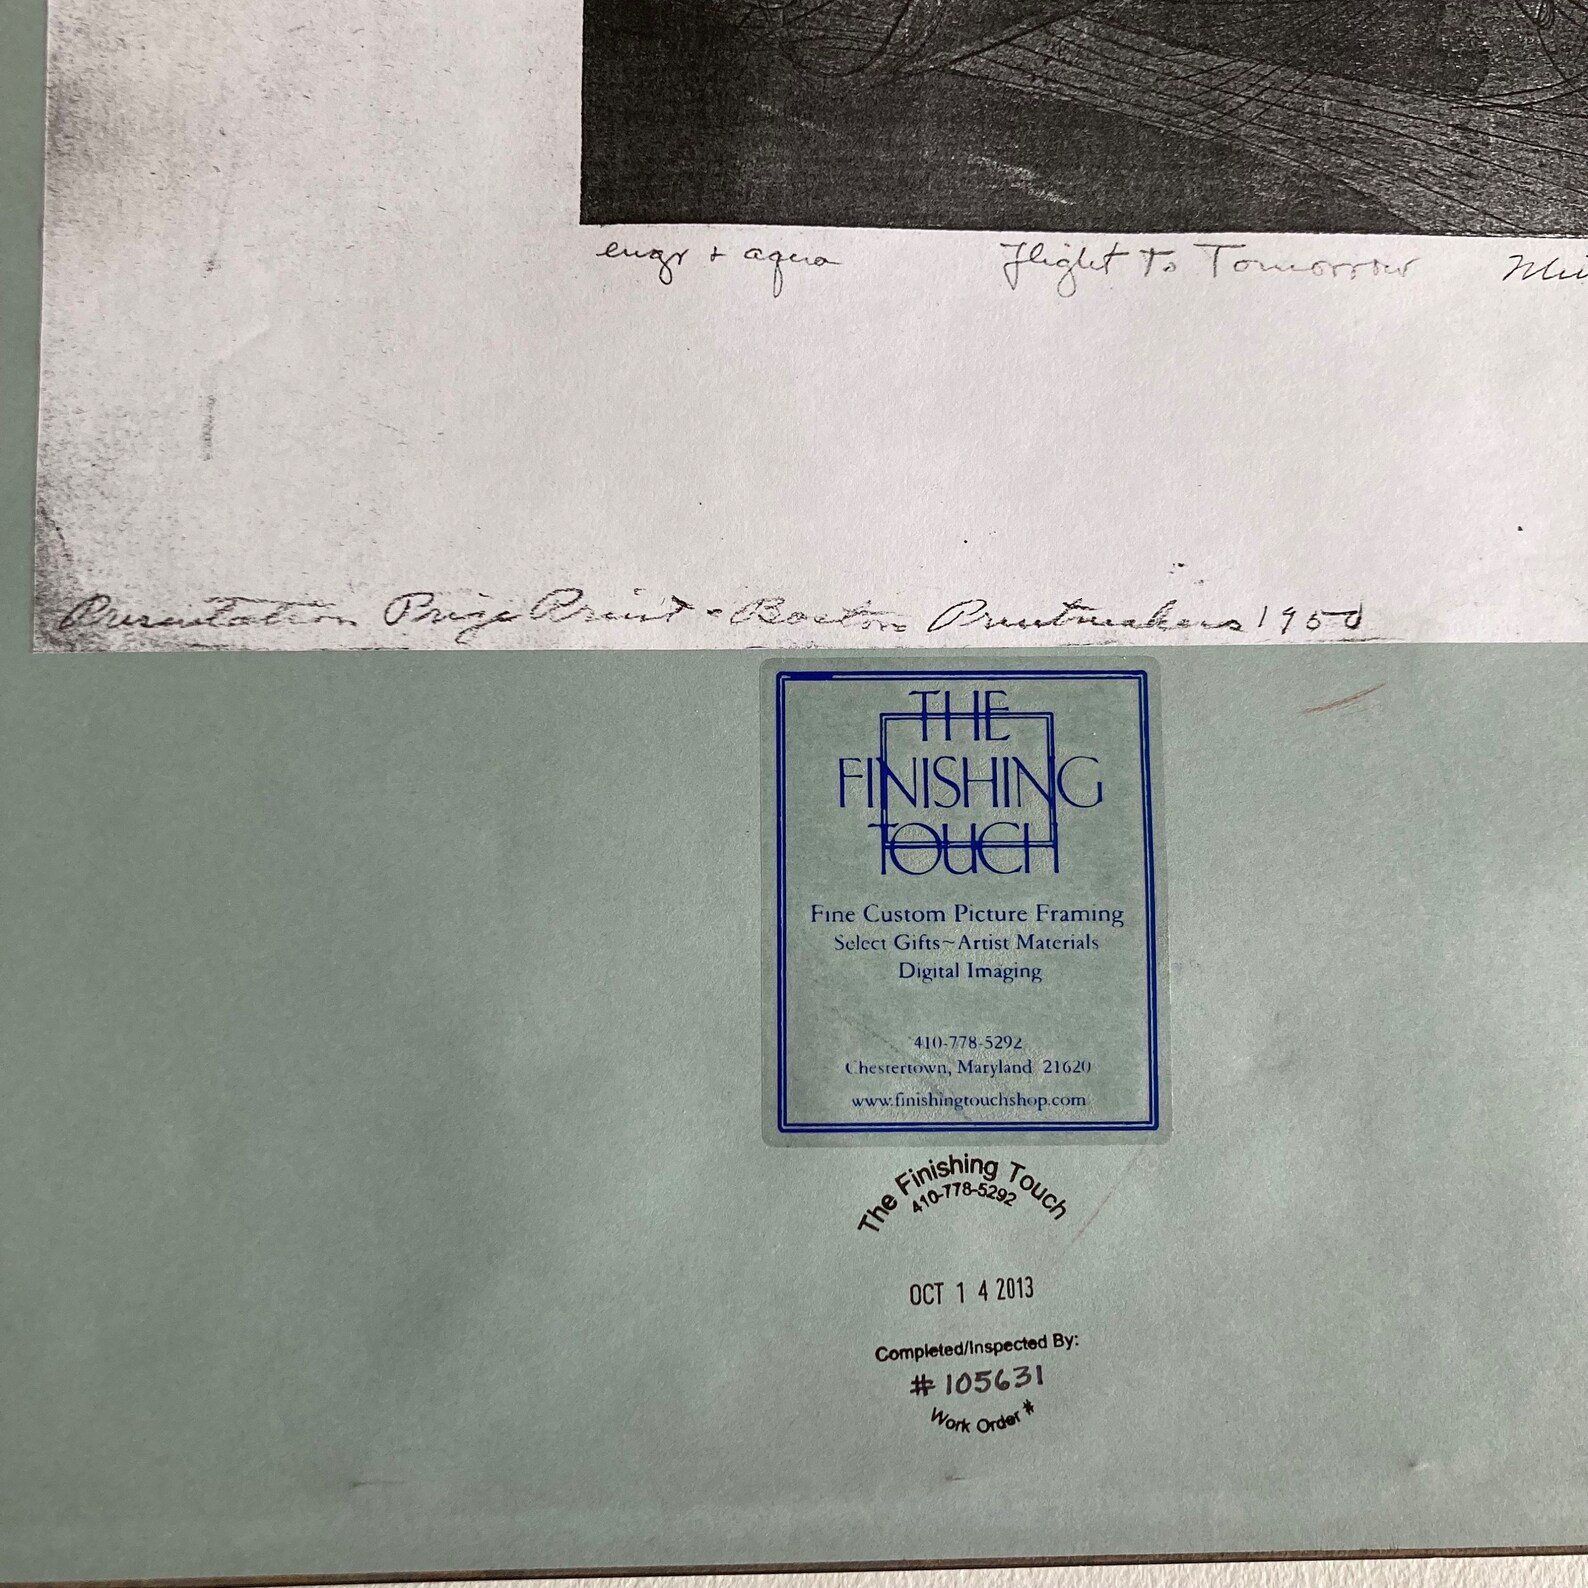 engr + aqua Flight To Tomorrow
Presentation Prize Print - Boston Printmakers 1950
THE
FINISHING
TOUCH
Fine Custom Picture Framing
Select Gifts~Artist Materials
Digital Imaging
410-778-5292
Chestertown, Maryland 21620
www.finishingtouchshop.com
The Finishing Touch
410-778-5292
OCT 14 2013
Completed/Inspected By:
# 105631
Work Order #